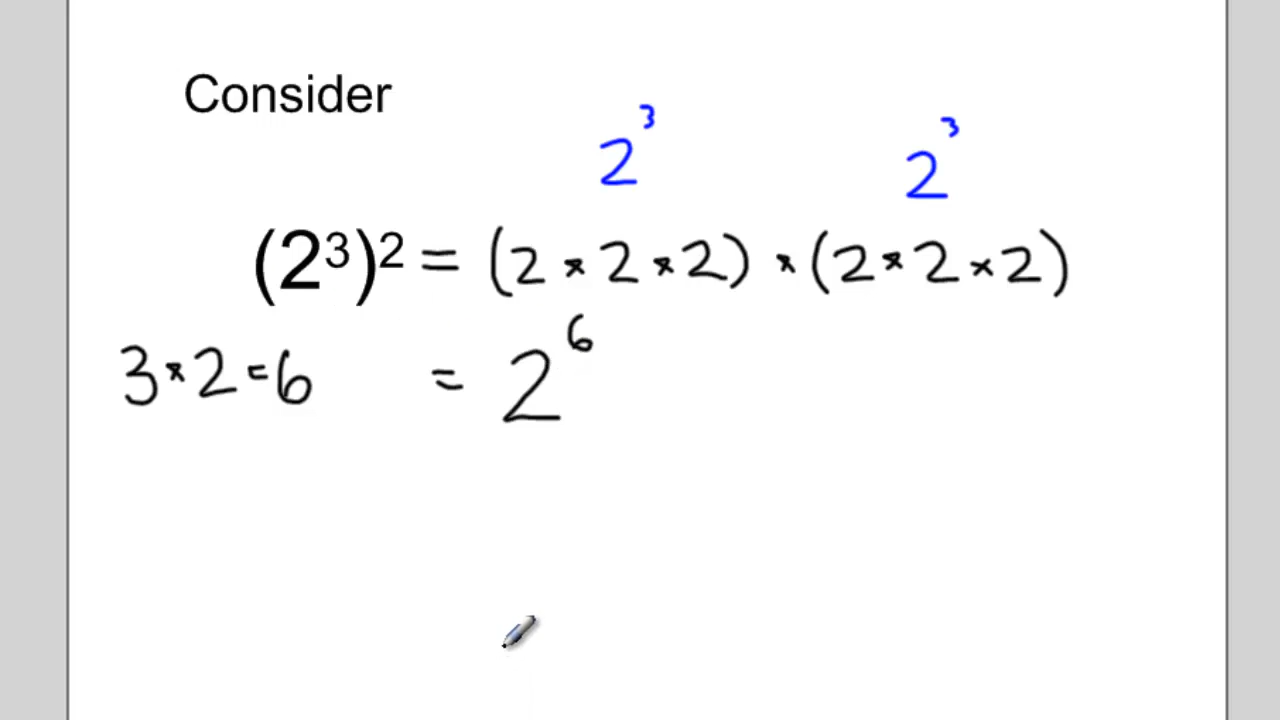 Consider
2³ 2³
(2³)² = (2 × 2 × 2) × (2 × 2 × 2)
3 × 2 = 6 = 2⁶